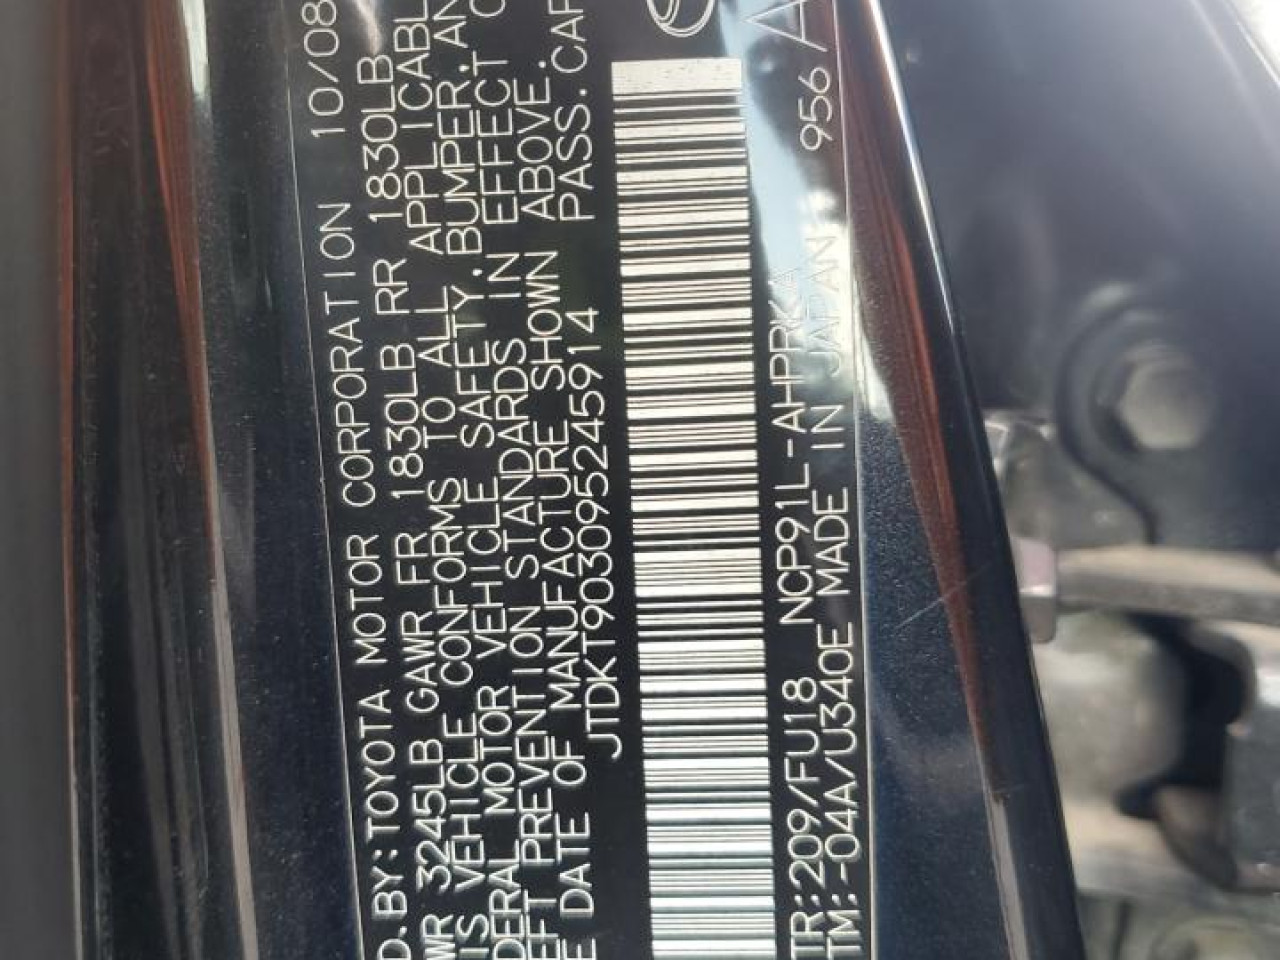 D.BY:TOYOTA MOTOR CORPORATION 10/08
WR 3245LB GAWR FR 1830LB RR 1830LB
IS VEHICLE CONFORMS TO ALL APPLICABL
DERAL MOTOR VEHICLE SAFETY,BUMPER,AN
EFT PREVENTION STANDARDS IN EFFECT O
E DATE OF MANUFACTURE SHOWN ABOVE.
JTDKT903095245914 PASS.CAR
TR:209/FU18 NCP91L-AHPRKA
TM:-04A/U340E MADE IN JAPAN 956 A